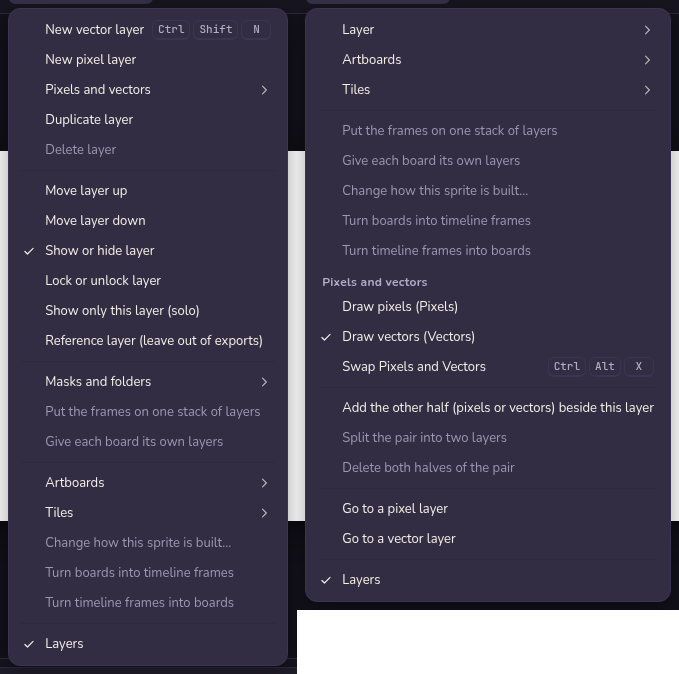 New vector layer Ctrl Shift N
New pixel layer
Pixels and vectors
Duplicate layer
Delete layer
Move layer up
Move layer down
Show or hide layer
Lock or unlock layer
Show only this layer (solo)
Reference layer (leave out of exports)
Masks and folders
Put the frames on one stack of layers
Give each board its own layers
Artboards
Tiles
Change how this sprite is built...
Turn boards into timeline frames
Turn timeline frames into boards
Layers
Layer
Artboards
Tiles
Put the frames on one stack of layers
Give each board its own layers
Change how this sprite is built...
Turn boards into timeline frames
Turn timeline frames into boards
Pixels and vectors
Draw pixels (Pixels)
Draw vectors (Vectors)
Swap Pixels and Vectors Ctrl Alt X
Add the other half (pixels or vectors) beside this layer
Split the pair into two layers
Delete both halves of the pair
Go to a pixel layer
Go to a vector layer
Layers